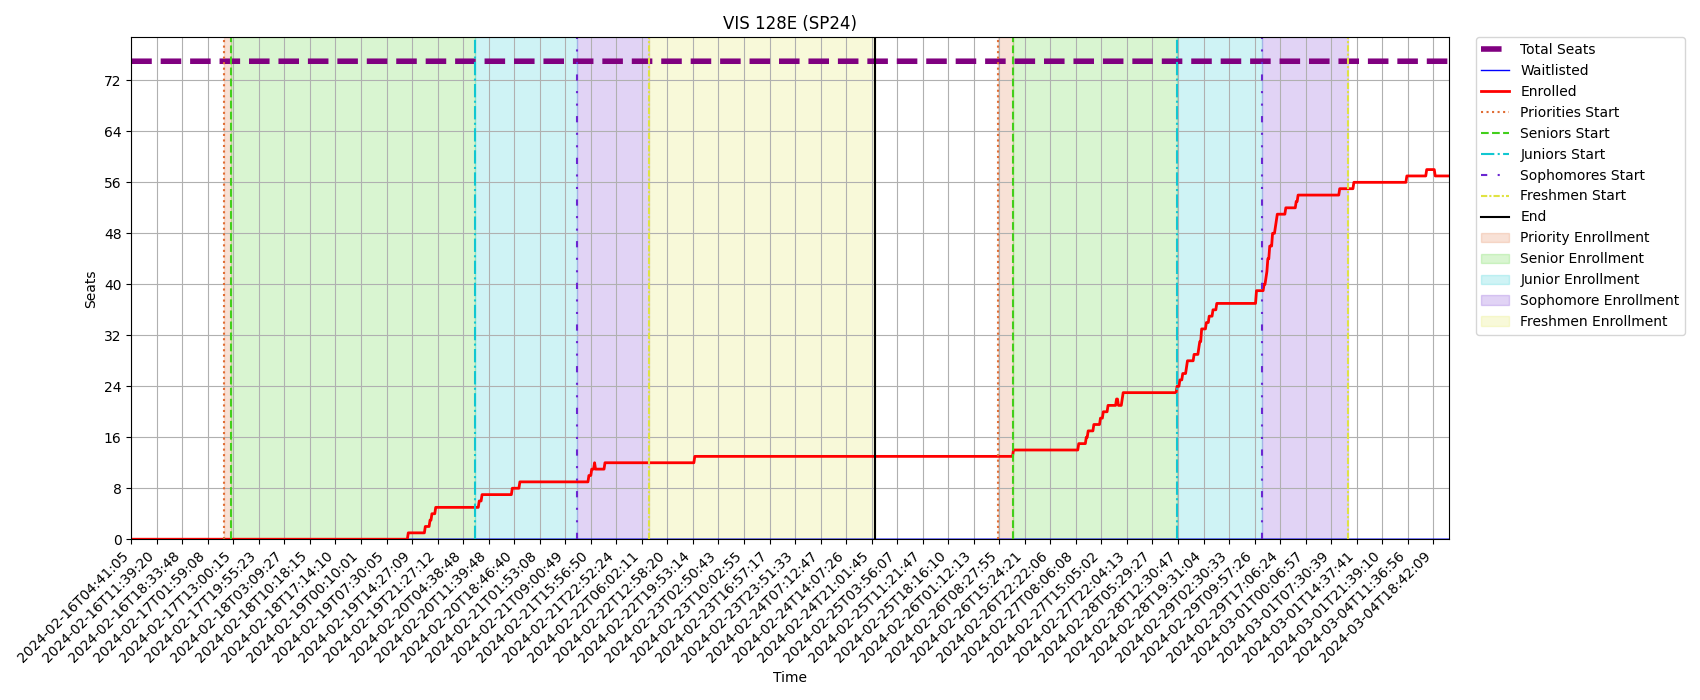 VIS 128E (SP24)
Seats
72
64
56
48
40
32
24
16
8
0
2024-02-16T04:41:05
2024-02-16T11:39:20
2024-02-16T18:33:48
2024-02-17T01:59:08
2024-02-17T13:00:15
2024-02-17T19:55:23
2024-02-18T03:09:27
2024-02-18T10:18:15
2024-02-18T17:14:10
2024-02-19T00:10:01
2024-02-19T07:30:05
2024-02-19T14:27:09
2024-02-19T21:27:12
2024-02-20T04:38:48
2024-02-20T11:39:48
2024-02-20T18:46:40
2024-02-21T01:53:08
2024-02-21T09:00:49
2024-02-21T15:56:50
2024-02-21T22:52:24
2024-02-22T06:02:11
2024-02-22T12:58:20
2024-02-22T19:53:14
2024-02-23T02:50:43
2024-02-23T10:02:55
2024-02-23T16:57:17
2024-02-23T23:51:33
2024-02-24T07:12:47
2024-02-24T14:07:26
2024-02-24T21:01:45
2024-02-25T03:56:07
2024-02-25T11:21:47
2024-02-25T18:16:10
2024-02-26T01:12:13
2024-02-26T08:27:55
2024-02-26T15:24:21
2024-02-26T22:22:06
2024-02-27T08:06:08
2024-02-27T15:05:02
2024-02-27T22:04:13
2024-02-28T05:29:27
2024-02-28T12:30:47
2024-02-28T19:31:04
2024-02-29T02:30:33
2024-02-29T09:57:26
2024-02-29T17:06:24
2024-03-01T00:06:57
2024-03-01T07:30:39
2024-03-01T14:37:41
2024-03-01T21:39:10
2024-03-04T11:36:56
2024-03-04T18:42:09
Time
Total Seats
Waitlisted
Enrolled
Priorities Start
Seniors Start
Juniors Start
Sophomores Start
Freshmen Start
End
Priority Enrollment
Senior Enrollment
Junior Enrollment
Sophomore Enrollment
Freshmen Enrollment